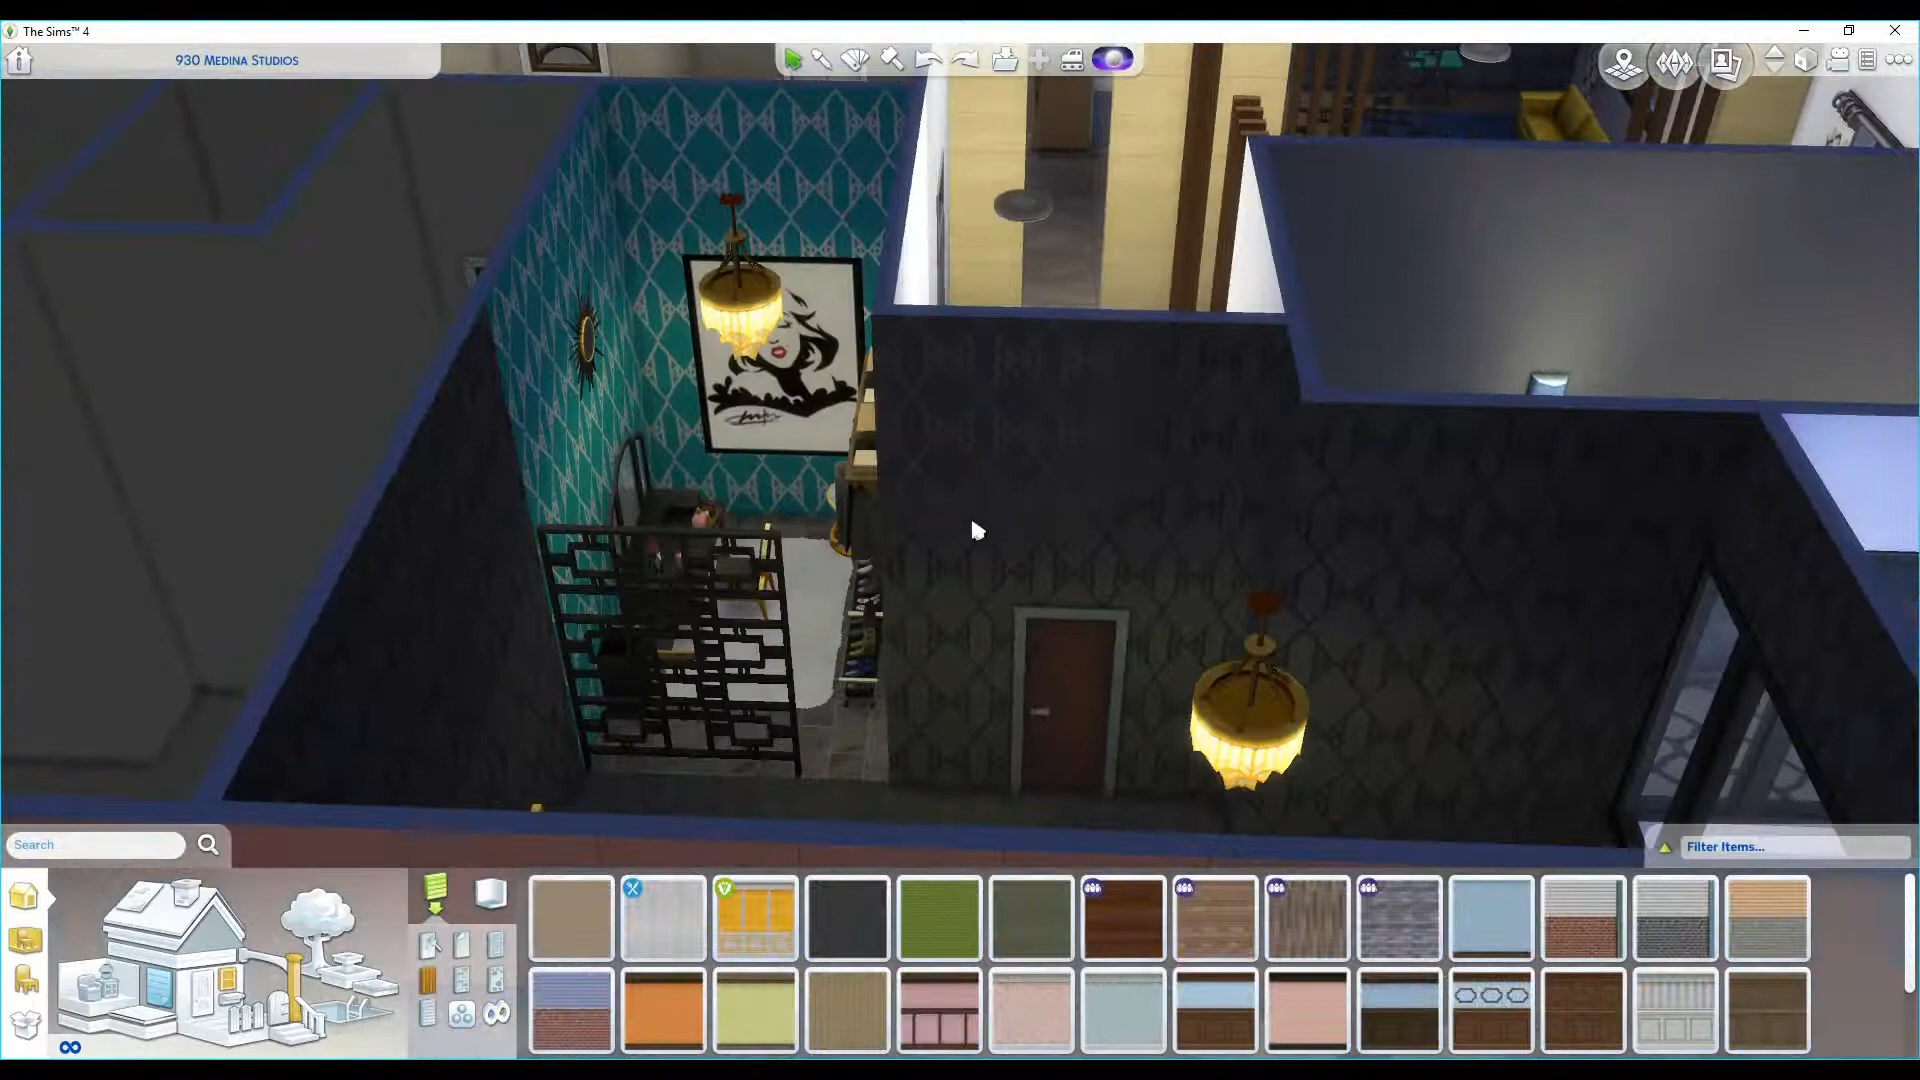 The Sims™ 4
930 Medina Studios
Search
Filter Items...